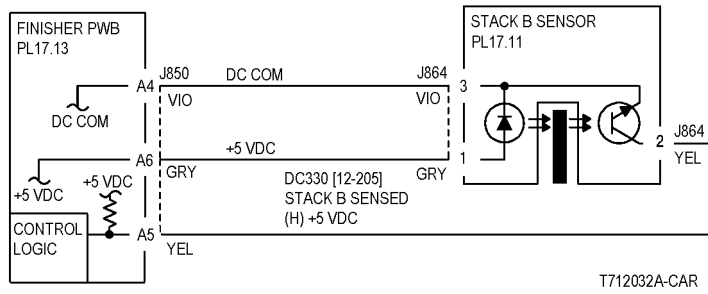 FINISHER PWB
PL17.13
STACK B SENSOR
PL17.11
A4
J850
DC COM
J864
3
VIO
VIO
DC COM
2
J864
YEL
A6
+5 VDC
1
GRY
GRY
+5 VDC
+5 VDC
DC330 [12-205]
STACK B SENSED
(H) +5 VDC
CONTROL
LOGIC
A5
YEL
T712032A-CAR